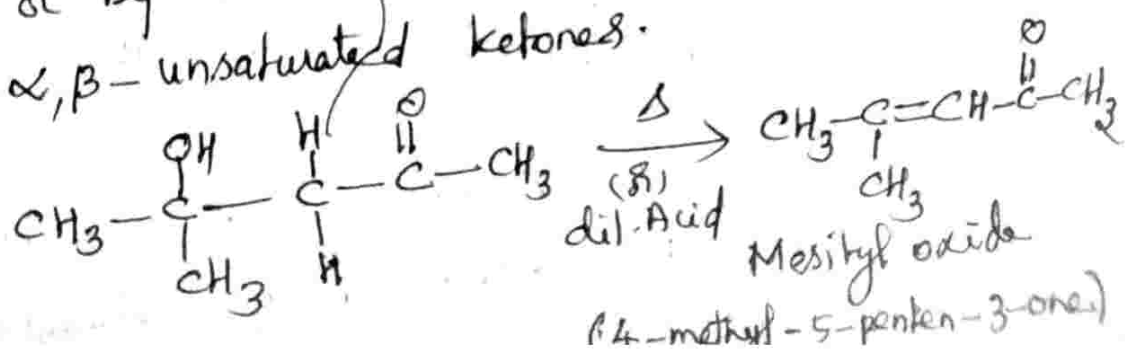 α,β - unsaturated ketones.
CH3-C(OH)(CH3)-C(H)(H)-C(=O)-CH3 →[Δ (or) dil. Acid] CH3-C(CH3)=CH-C(=O)-CH3
Mesityl oxide
(4-methyl-5-penten-3-one)